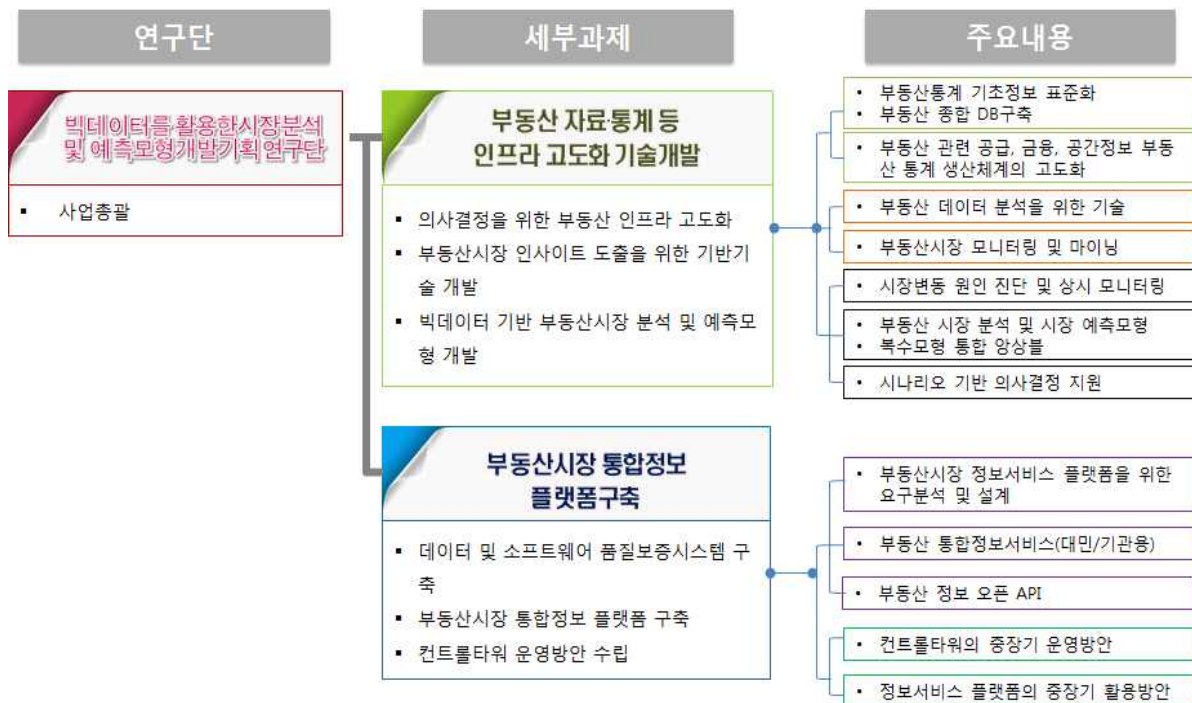 연구단
세부과제
주요내용
빅데이터를 활용한시장분석
및 예측모형개발기획연구단
사업총괄
부동산 자료·통계 등
인프라 고도화 기술개발
의사결정을 위한 부동산 인프라 고도화
부동산시장 인사이트 도출을 위한 기반기
술 개발
빅데이터 기반 부동산시장 분석 및 예측모
형 개발
부동산통계 기초정보 표준화
부동산 종합 DB구축
부동산 관련 공급, 금융, 공간정보 부동
산 통계 생산체계의 고도화
부동산 데이터 분석을 위한 기술
부동산시장 모니터링 및 마이닝
시장변동 원인 진단 및 상시 모니터링
부동산 시장 분석 및 시장 예측모형
복수모형 통합 앙상블
시나리오 기반 의사결정 지원
부동산시장 통합정보
플랫폼구축
데이터 및 소프트웨어 품질보증시스템 구
축
부동산시장 통합정보 플랫폼 구축
컨트롤타워 운영방안 수립
부동산시장 정보서비스 플랫폼을 위한
요구분석 및 설계
부동산 통합정보서비스(대민/기관용)
부동산 정보 오픈 API
컨트롤타워의 중장기 운영방안
정보서비스 플랫폼의 중장기 활용방안